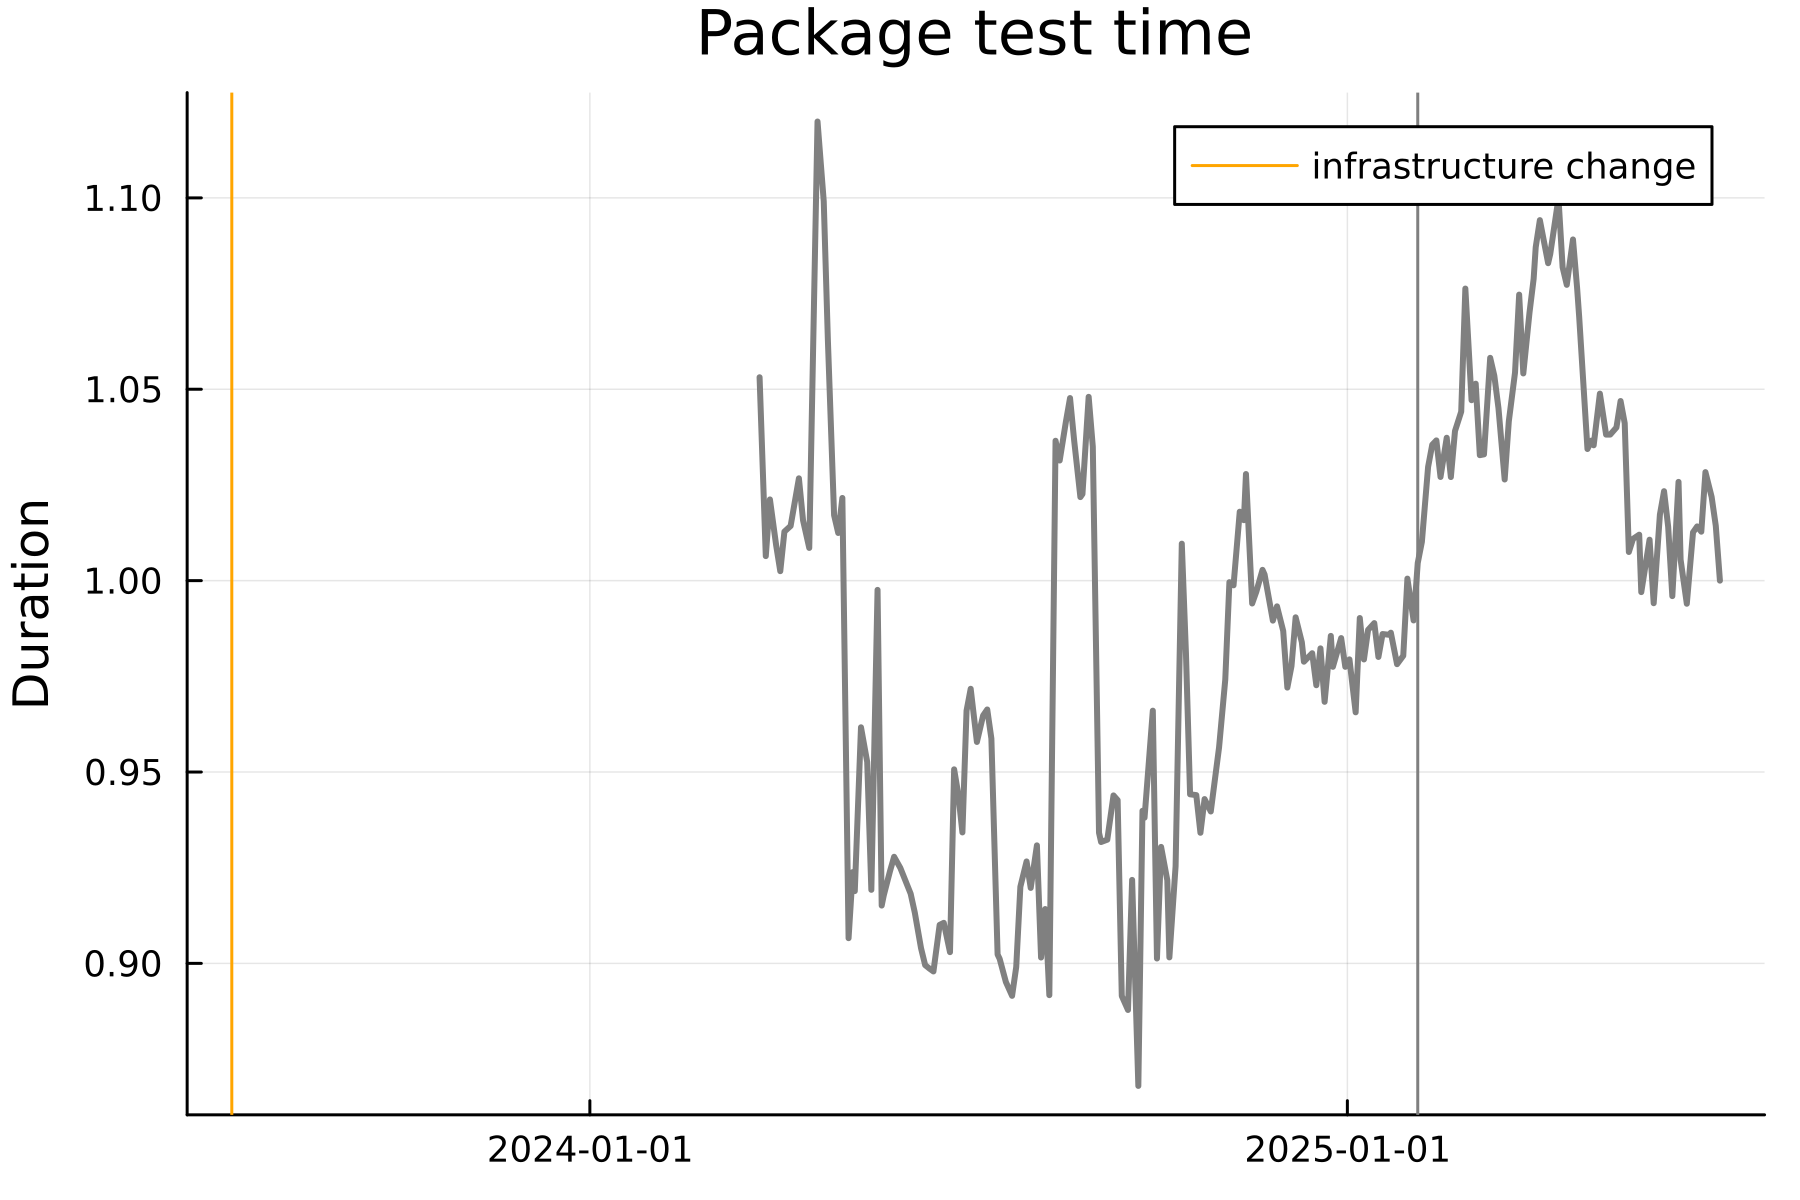 Package test time
infrastructure change
1.10
1.05
1.00
0.95
0.90
Duration
2024-01-01
2025-01-01